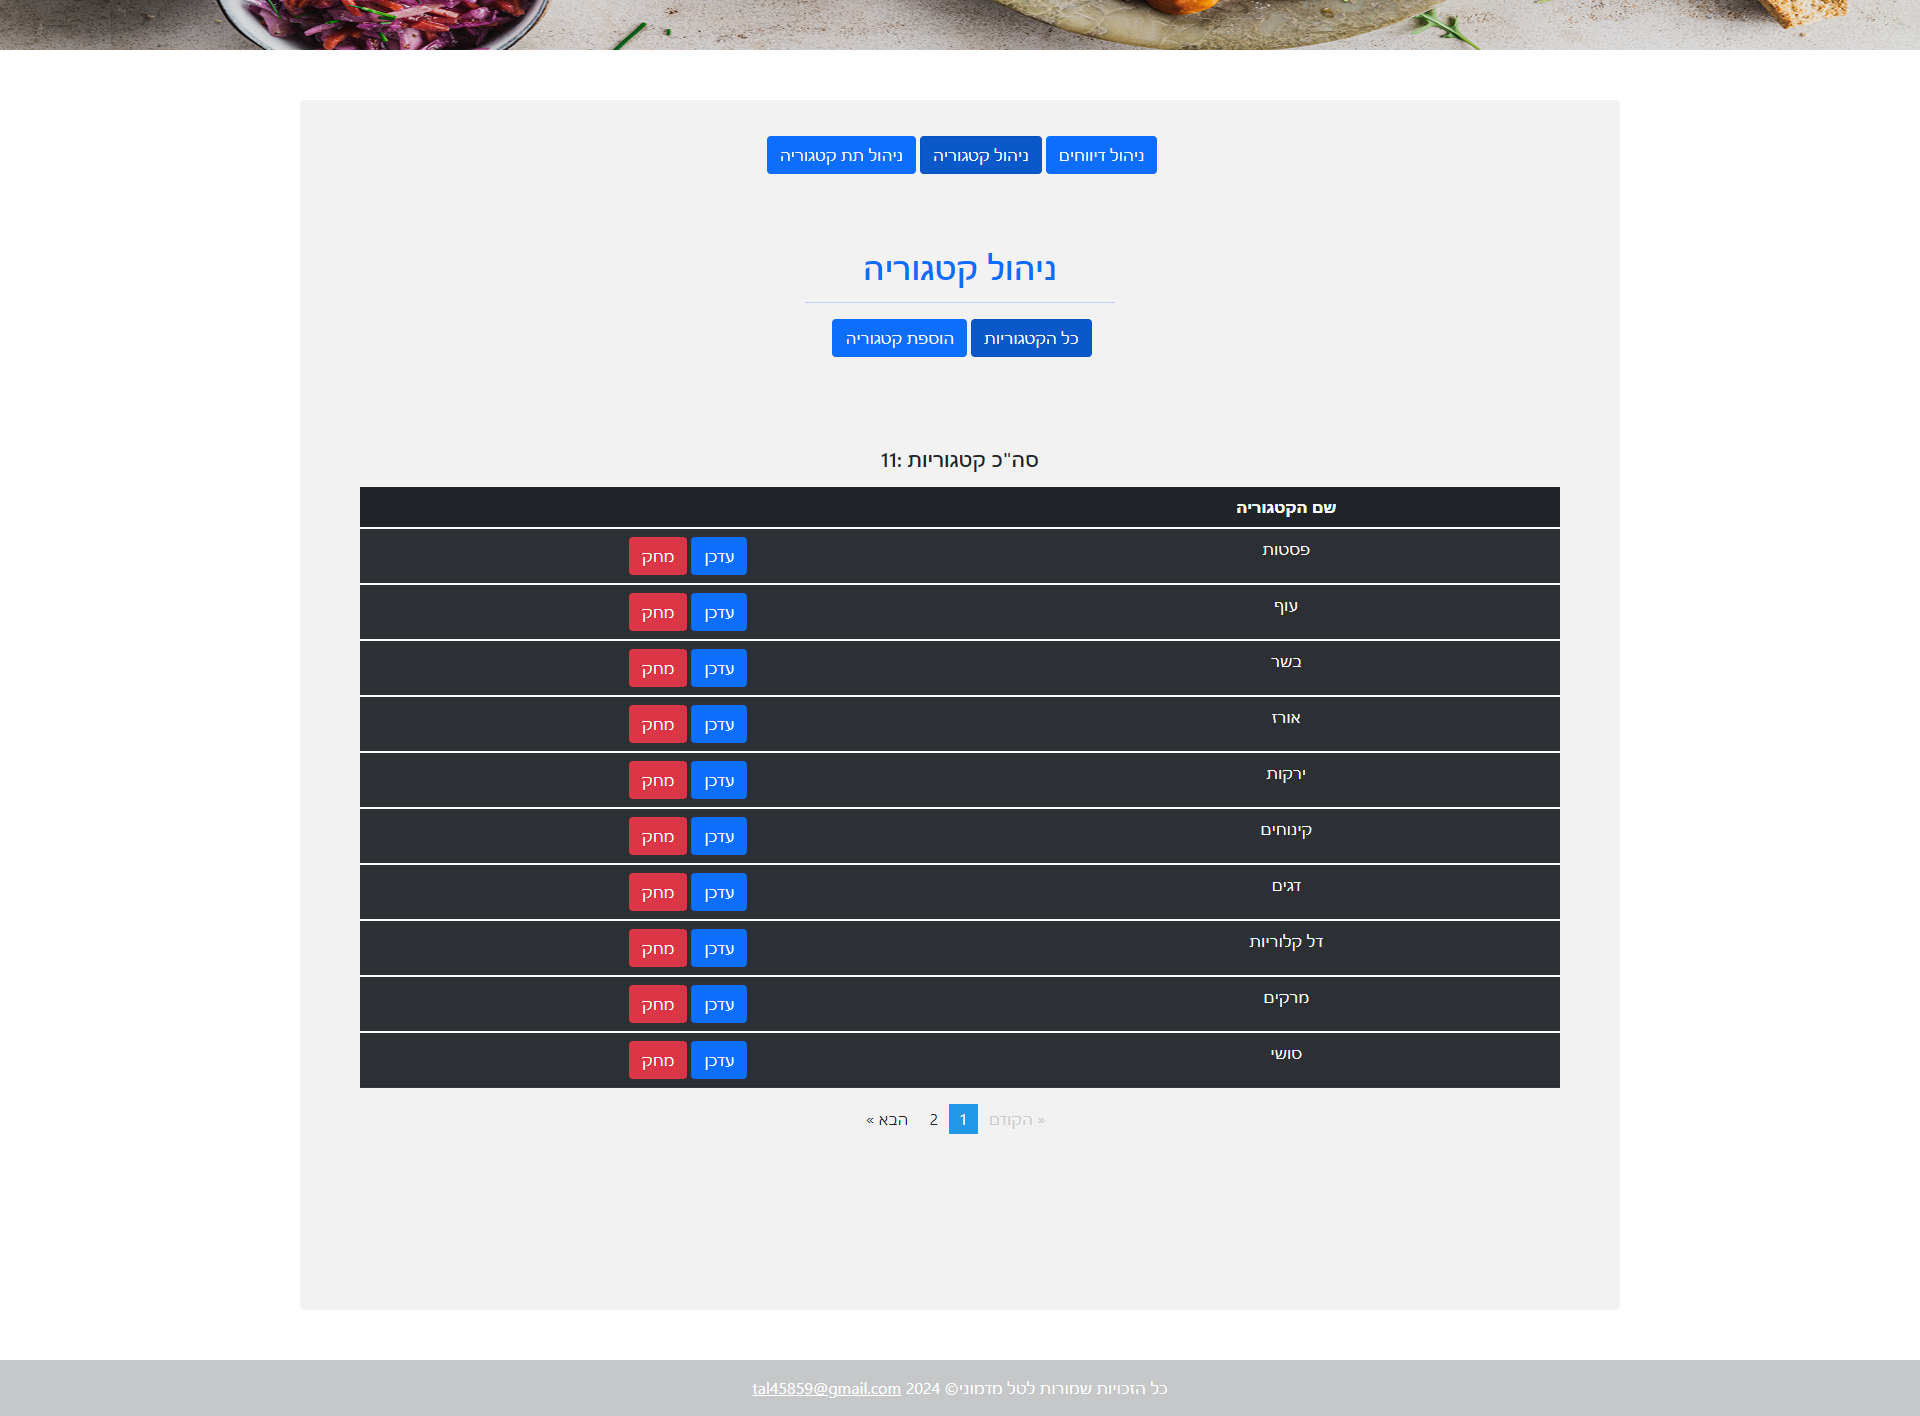 ניהול דיווחים ניהול קטגוריה ניהול תת קטגוריה
ניהול קטגוריה
כל הקטגוריות הוספת קטגוריה
סה"כ קטגוריות :11
שם הקטגוריה
פסטות עדכן מחק
עוף עדכן מחק
בשר עדכן מחק
אורז עדכן מחק
ירקות עדכן מחק
קינוחים עדכן מחק
דגים עדכן מחק
דל קלוריות עדכן מחק
מרקים עדכן מחק
סושי עדכן מחק
« הקודם 1 2 הבא »
כל הזכויות שמורות לטל מדמוני© 2024 tal45859@gmail.com